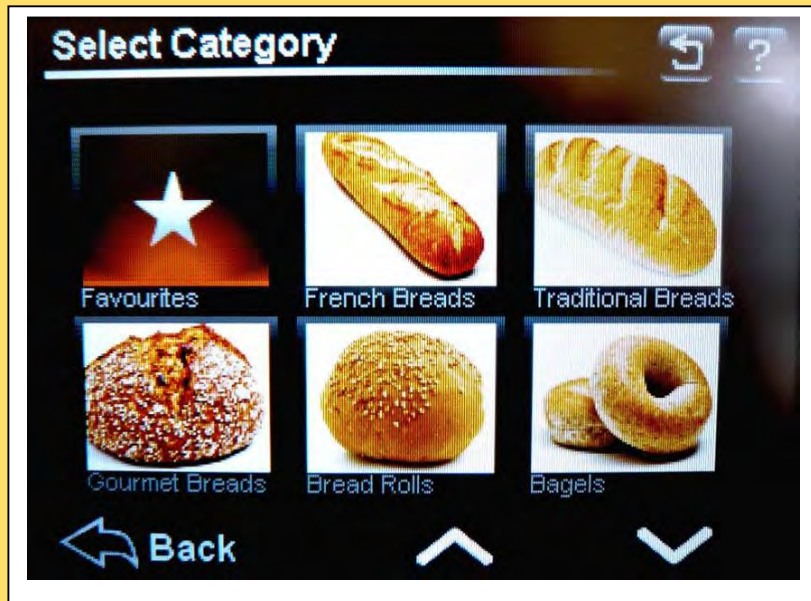 Select Category
?
Favourites French Breads Traditional Breads
Gourmet Breads Bread Rolls Bagels
Back